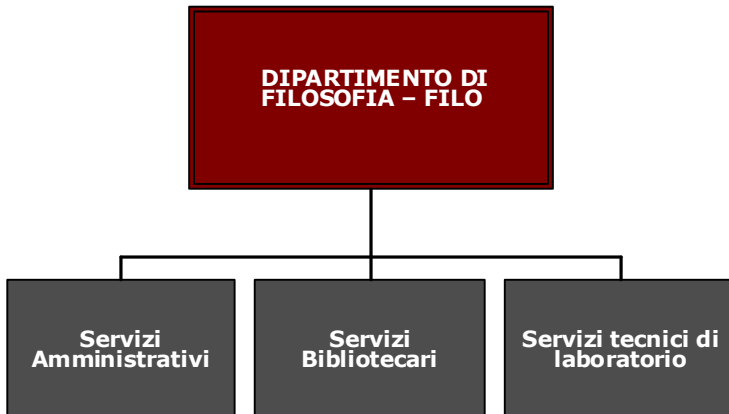 DIPARTIMENTO DI
FILOSOFIA – FILO
Servizi
Amministrativi
Servizi
Bibliotecari
Servizi tecnici di
laboratorio